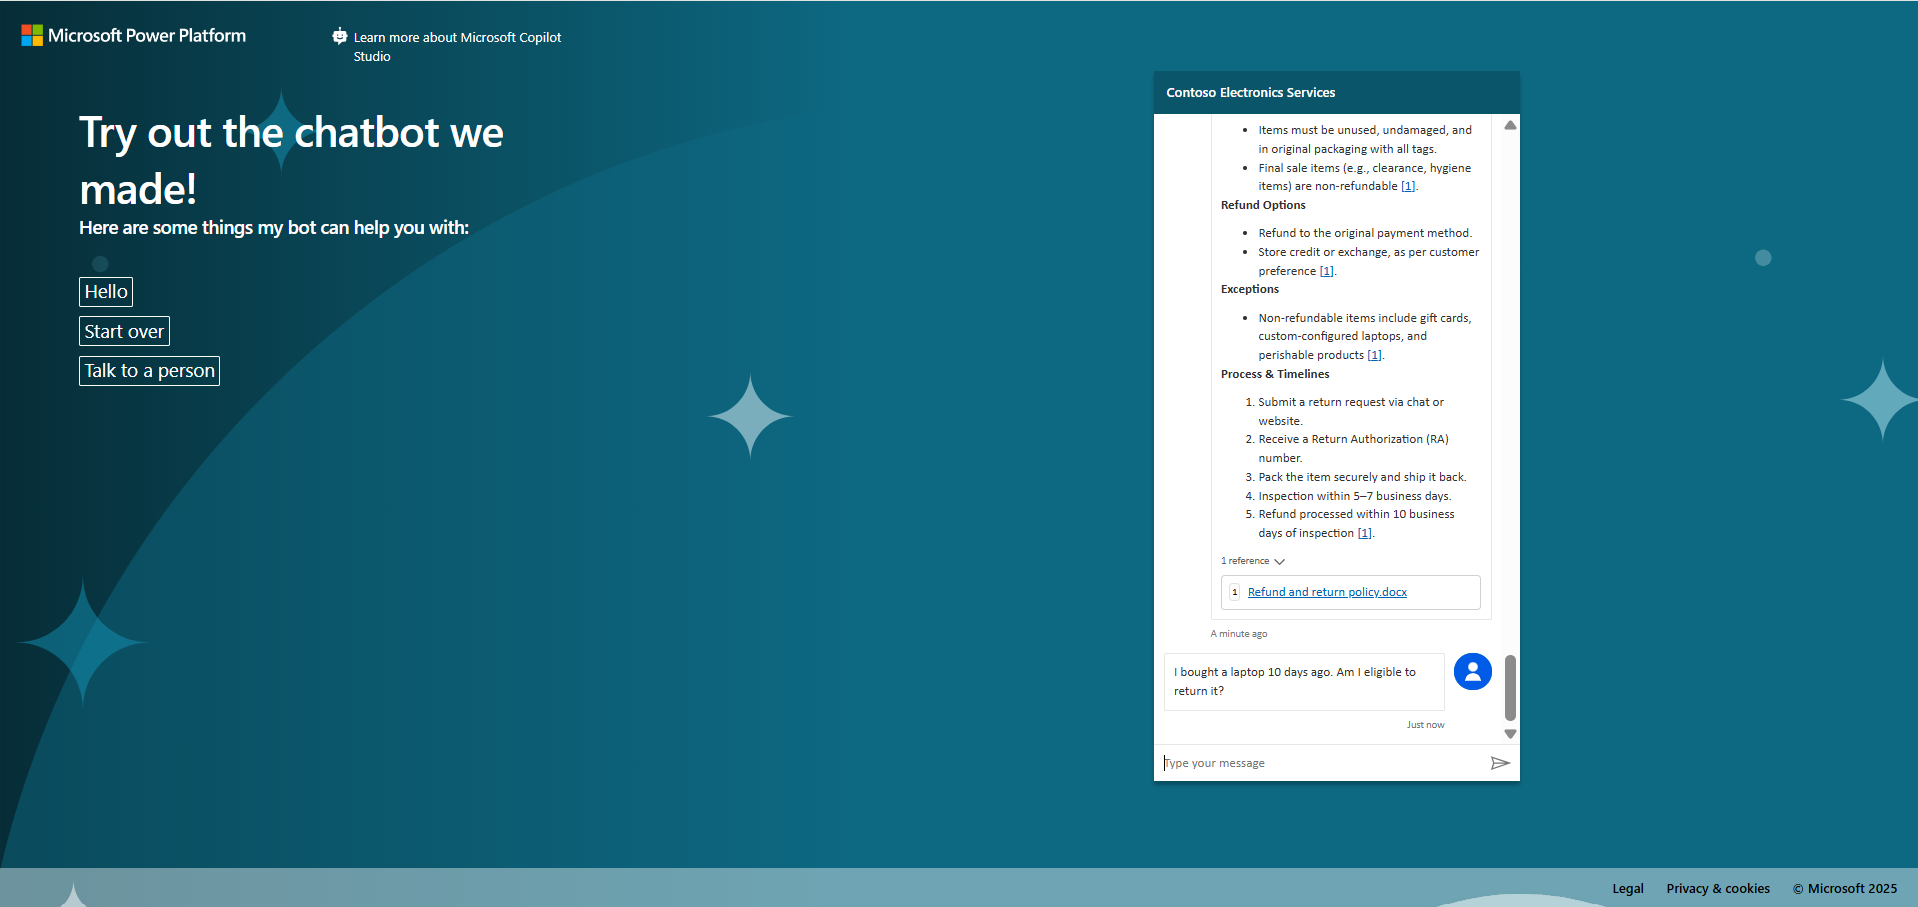 Microsoft Power Platform
Learn more about Microsoft Copilot
Studio
Try out the chatbot we
made!
Here are some things my bot can help you with:
Hello
Start over
Talk to a person
Contoso Electronics Services
• Items must be unused, undamaged, and
in original packaging with all tags.
• Final sale items (e.g., clearance, hygiene
items) are non-refundable [1].
Refund Options
• Refund to the original payment method.
• Store credit or exchange, as per customer
preference [1].
Exceptions
• Non-refundable items include gift cards,
custom-configured laptops, and
perishable products [1].
Process & Timelines
1. Submit a return request via chat or
website.
2. Receive a Return Authorization (RA)
number.
3. Pack the item securely and ship it back.
4. Inspection within 5–7 business days.
5. Refund processed within 10 business
days of inspection [1].
1 reference
1 Refund and return policy.docx
A minute ago
I bought a laptop 10 days ago. Am I eligible to
return it?
Just now
Type your message
Legal Privacy & cookies © Microsoft 2025